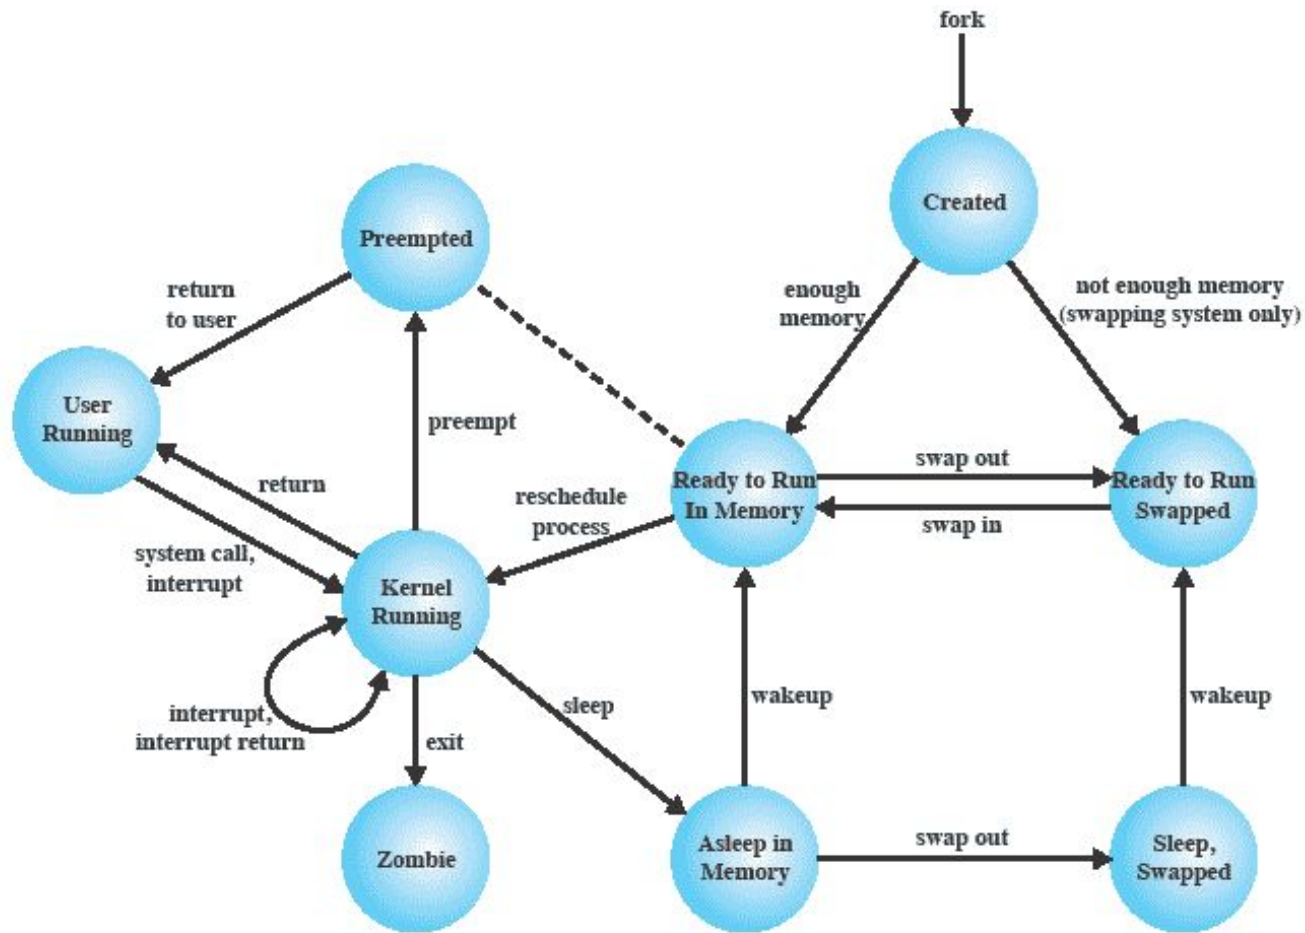 fork
Created
Preempted
return
to user
enough
memory
not enough memory
(swapping system only)
User
Running
preempt
return
reschedule
process
Ready to Run
In Memory
swap out
swap in
Ready to Run
Swapped
system call,
interrupt
Kernel
Running
interrupt,
interrupt return
exit
sleep
wakeup
wakeup
Zombie
Asleep in
Memory
swap out
Sleep,
Swapped